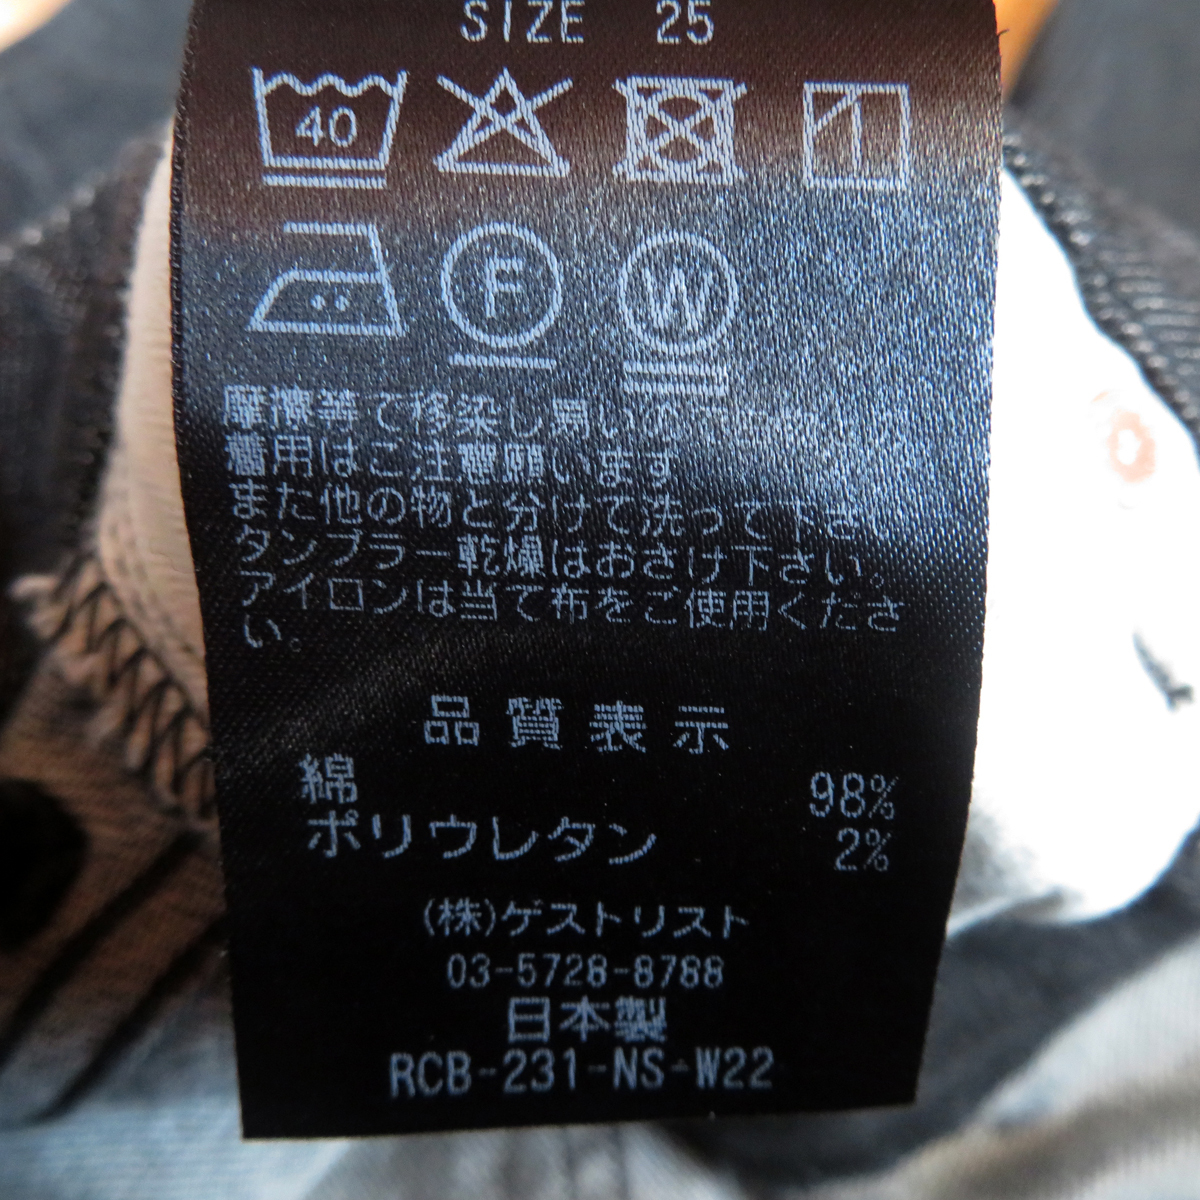 SIZE 25
40
F W
摩擦等で移染し易いの
着用はご注意願います
また他の物と分けて洗って下さい
タンブラー乾燥はおさけ下さい。
アイロンは当て布をご使用くださ
い。
品質表示
綿 98%
ポリウレタン 2%
(株)ゲストリスト
03-5728-8788
日本製
RCB-231-NS-W22